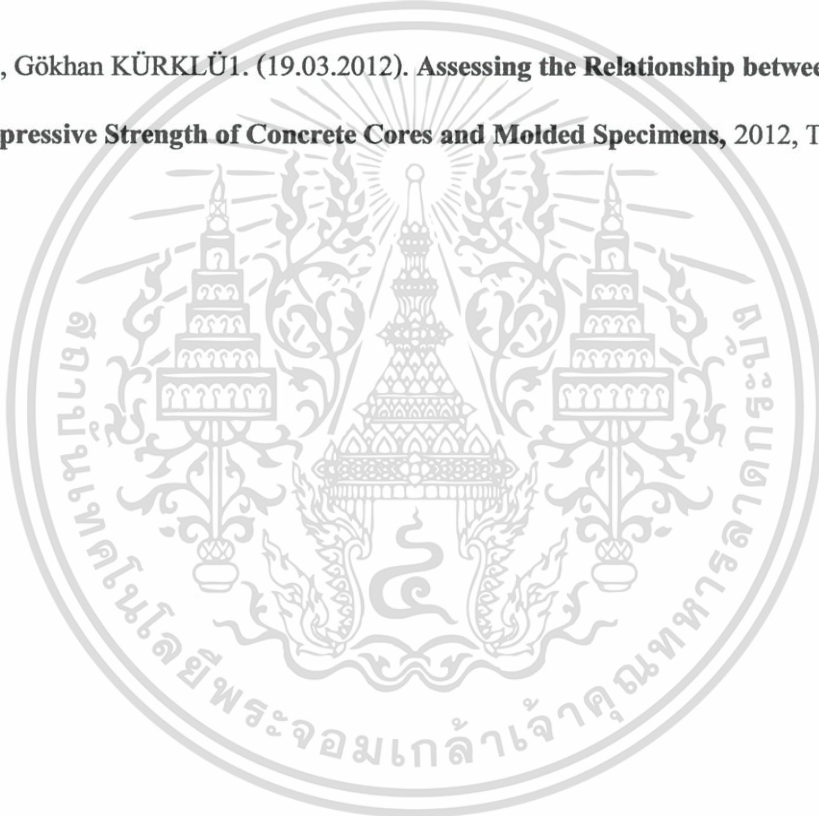 , Gökhan KÜRKLÜ1. (19.03.2012). Assessing the Relationship betwee
pressive Strength of Concrete Cores and Molded Specimens, 2012, T
สถาบันเทคโนโลยีพระจอมเกล้าเจ้าคุณทหารลาดกระบัง
๔